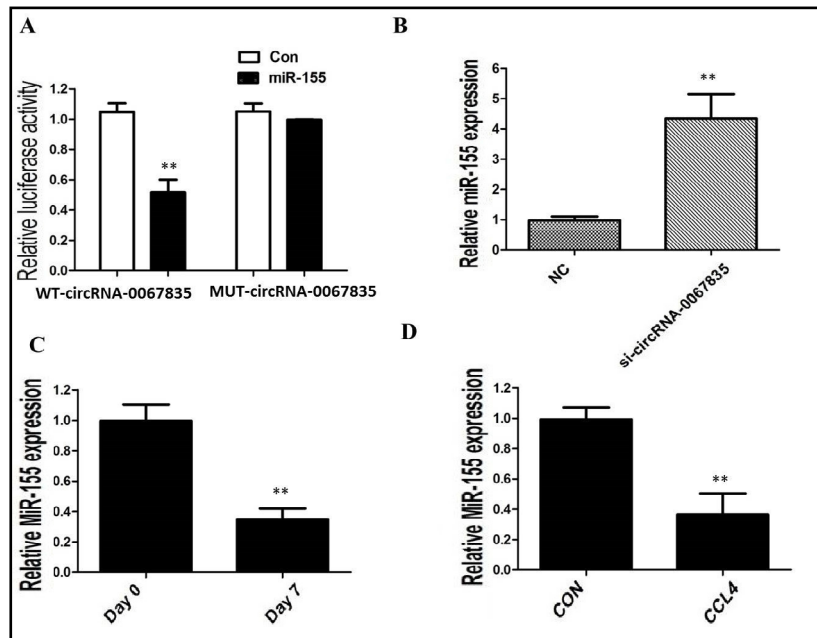 A
Con
miR-155
Relative luciferase activity
1.2
1.0
0.8
0.6
0.4
0.2
0.0
**
WT-circRNA-0067835
MUT-circRNA-0067835
B
Relative miR-155 expression
6
5
4
3
2
1
0
**
NC
si-circRNA-0067835
C
Relative MiR-155 expression
1.2
1.0
0.8
0.6
0.4
0.2
0.0
**
Day 0
Day 7
D
Relative MiR-155 expression
1.2
1.0
0.8
0.6
0.4
0.2
0.0
**
CON
CCL4